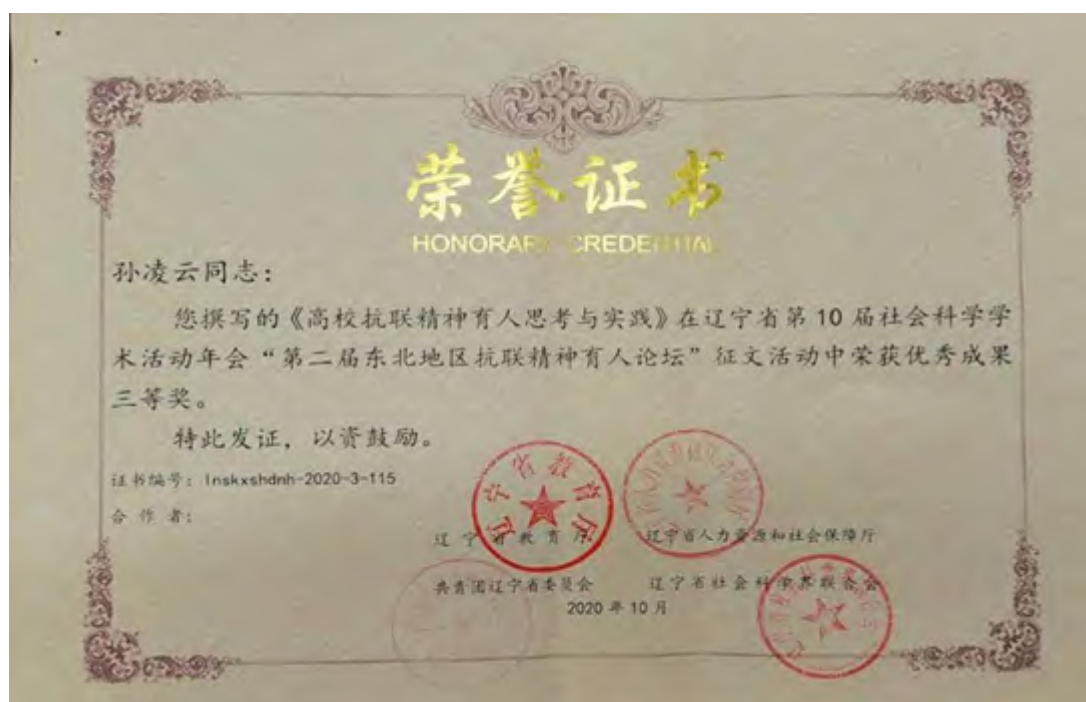 荣誉证书
HONORARY CREDENTIAL
孙凌云同志：
您撰写的《高校抗联精神育人思考与实践》在辽宁省第10届社会科学学
术活动年会“第二届东北地区抗联精神育人论坛”征文活动中荣获优秀成果
三等奖。
特此发证，以资鼓励。
证书编号：lnskxshdnh-2020-3-115
合作者：
辽宁省教育厅 辽宁省人力资源和社会保障厅
共青团辽宁省委员会 辽宁省社会科学界联合会
2020年10月
辽宁省教育厅